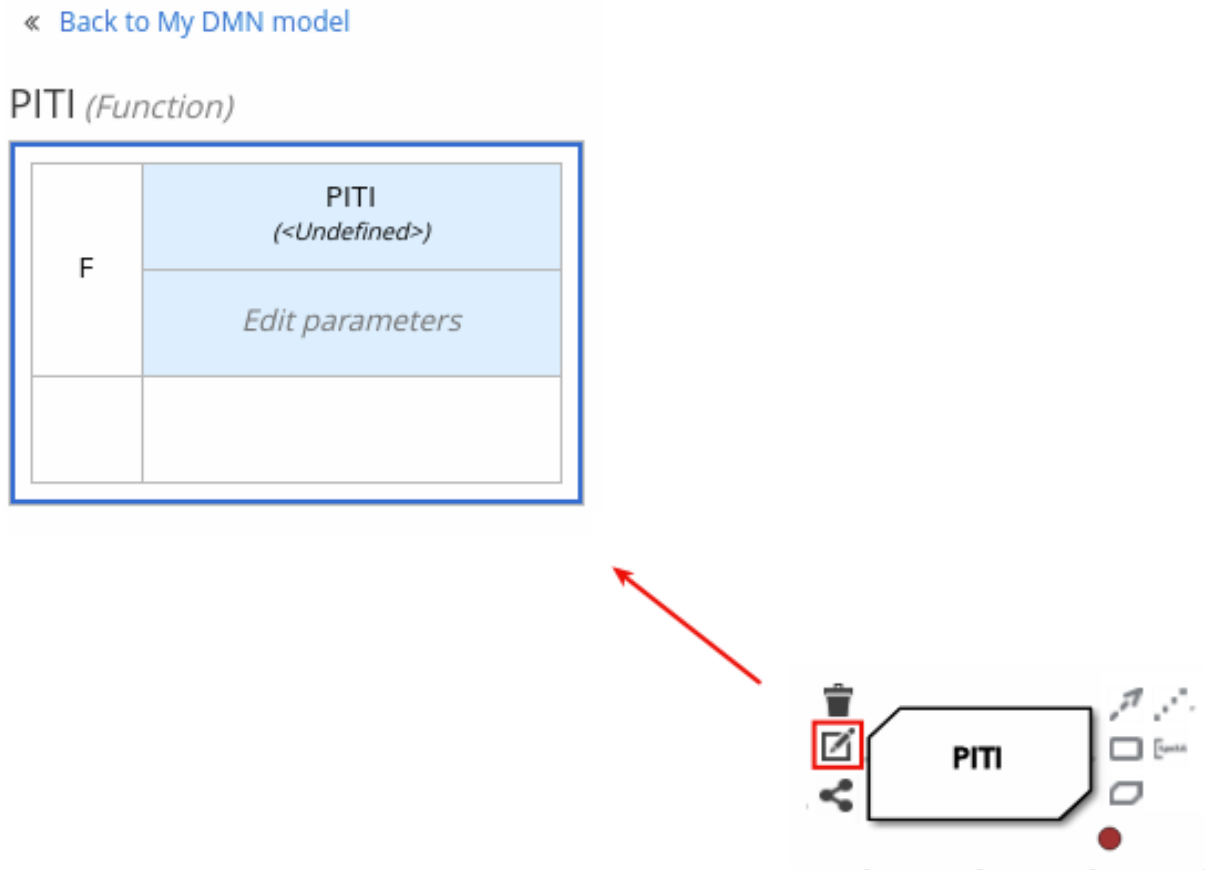 « Back to My DMN model
PITI (Function)
PITI
(<Undefined>)
F
Edit parameters
PITI